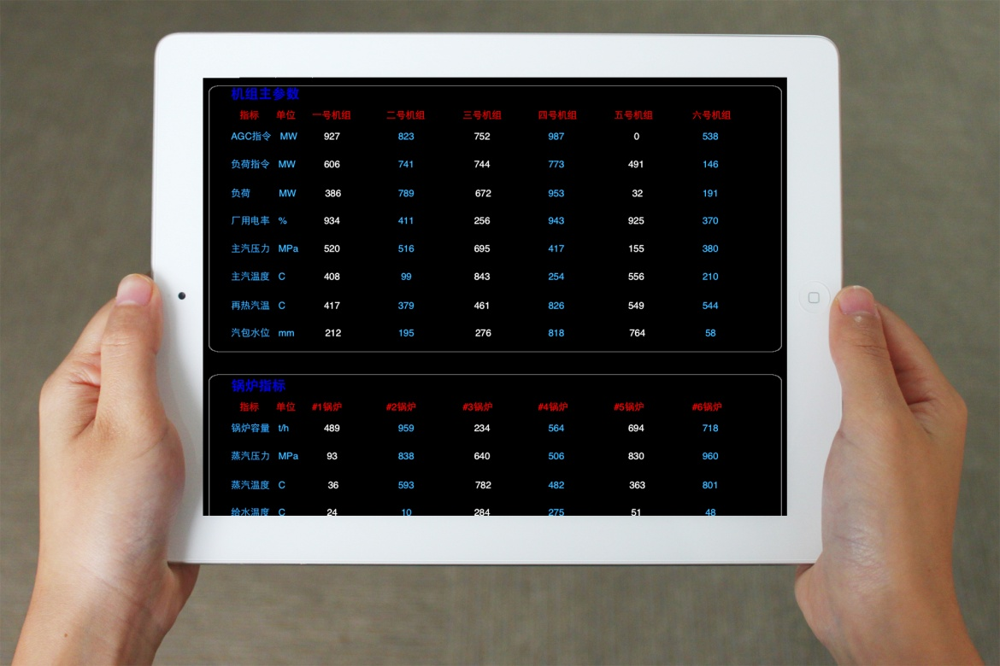 机组主参数
指标 单位 一号机组 二号机组 三号机组 四号机组 五号机组 六号机组
AGC指令 MW 927 823 752 987 0 538
负荷指令 MW 606 741 744 773 491 146
负荷 MW 386 789 672 953 32 191
厂用电率 % 934 411 256 943 925 370
主汽压力 MPa 520 516 695 417 155 380
主汽温度 C 408 99 843 254 556 210
再热汽温 C 417 379 461 826 549 544
汽包水位 mm 212 195 276 818 764 58
锅炉指标
指标 单位 #1锅炉 #2锅炉 #3锅炉 #4锅炉 #5锅炉 #6锅炉
锅炉容量 t/h 489 959 234 564 694 718
蒸汽压力 MPa 93 838 640 506 830 960
蒸汽温度 C 36 593 782 482 363 801
给水温度 C 24 10 284 275 51 48